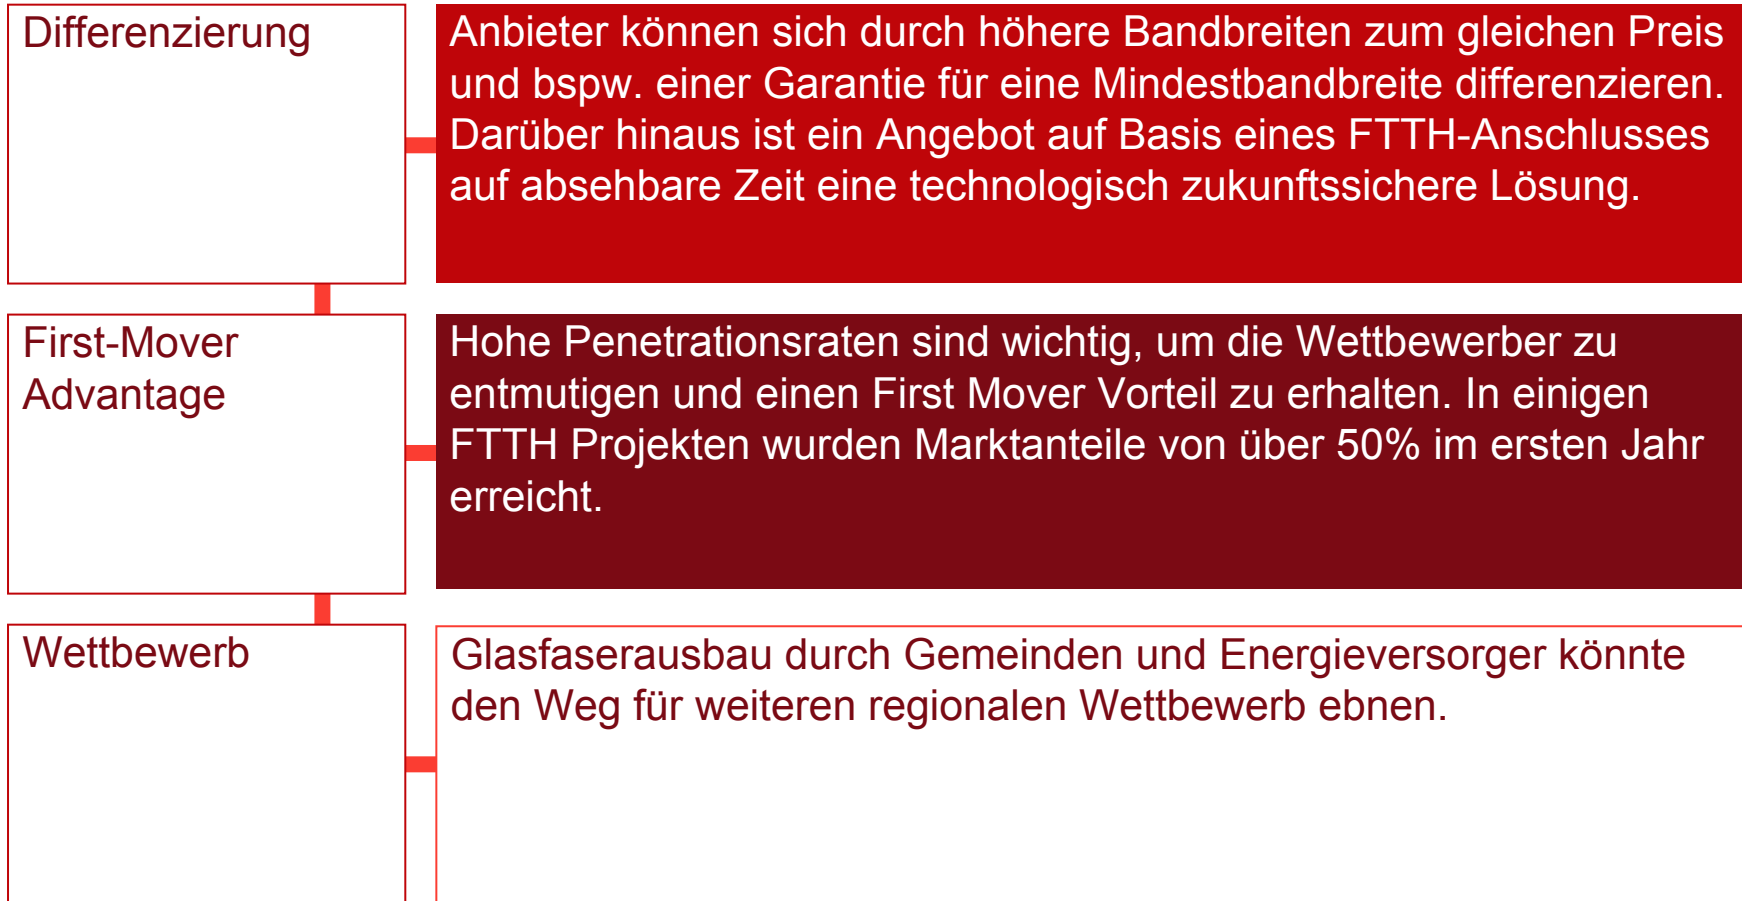 Differenzierung
Anbieter können sich durch höhere Bandbreiten zum gleichen Preis
und bspw. einer Garantie für eine Mindestbandbreite differenzieren.
Darüber hinaus ist ein Angebot auf Basis eines FTTH-Anschlusses
auf absehbare Zeit eine technologisch zukunftssichere Lösung.
First-Mover
Advantage
Hohe Penetrationsraten sind wichtig, um die Wettbewerber zu
entmutigen und einen First Mover Vorteil zu erhalten. In einigen
FTTH Projekten wurden Marktanteile von über 50% im ersten Jahr
erreicht.
Wettbewerb
Glasfaserausbau durch Gemeinden und Energieversorger könnte
den Weg für weiteren regionalen Wettbewerb ebnen.